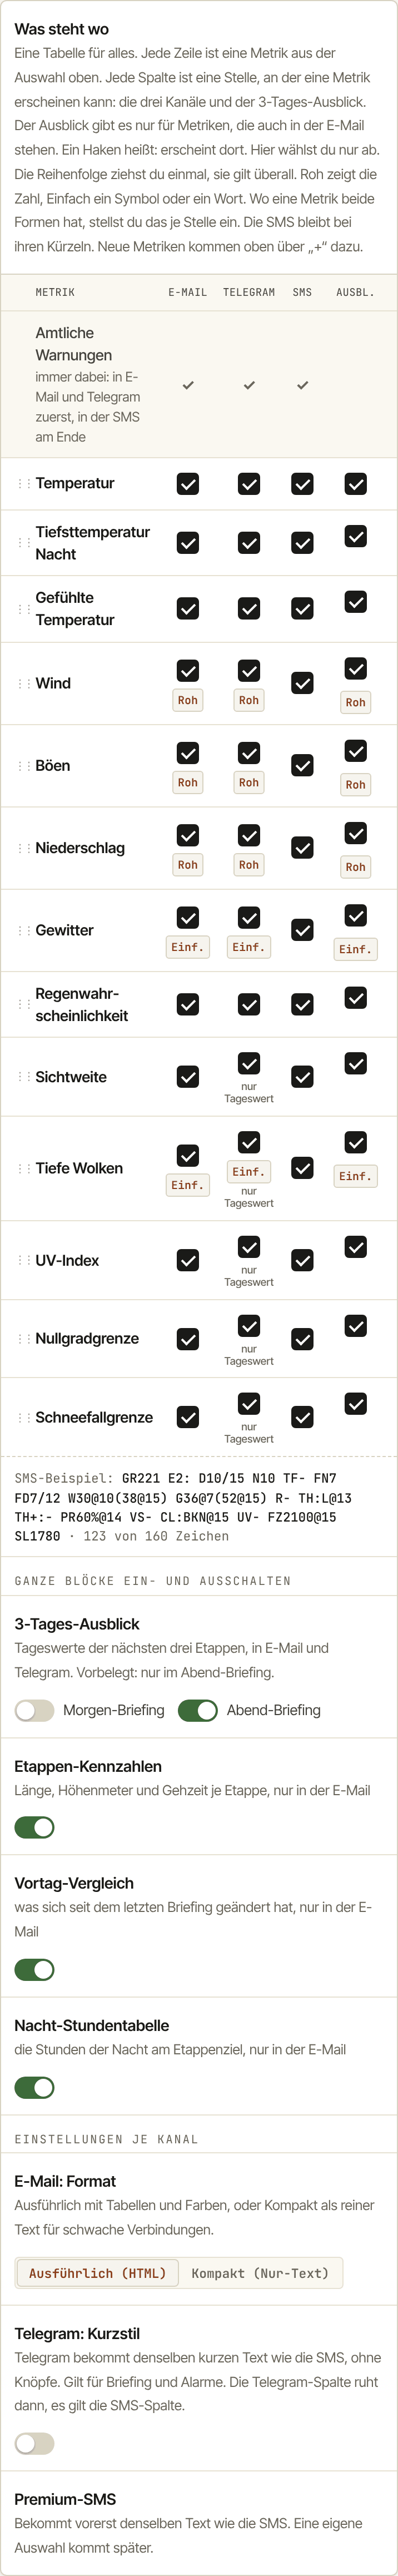 Was steht wo
Eine Tabelle für alles. Jede Zeile ist eine Metrik aus der
Auswahl oben. Jede Spalte ist eine Stelle, an der eine Metrik
erscheinen kann: die drei Kanäle und der 3-Tages-Ausblick.
Der Ausblick gibt es nur für Metriken, die auch in der E-Mail
stehen. Ein Haken heißt: erscheint dort. Hier wählst du nur ab.
Die Reihenfolge ziehst du einmal, sie gilt überall. Roh zeigt die
Zahl, Einfach ein Symbol oder ein Wort. Wo eine Metrik beide
Formen hat, stellst du das je Stelle ein. Die SMS bleibt bei
ihren Kürzeln. Neue Metriken kommen oben über „+“ dazu.
METRIK E-MAIL TELEGRAM SMS AUSBL.
Amtliche
Warnungen
immer dabei: in E-
Mail und Telegram
zuerst, in der SMS
am Ende
Temperatur
Tiefsttemperatur
Nacht
Gefühlte
Temperatur
Wind
Roh Roh Roh
Böen
Roh Roh Roh
Niederschlag
Roh Roh Roh
Gewitter
Einf. Einf. Einf.
Regenwahr-
scheinlichkeit
Sichtweite
nur
Tageswert
Tiefe Wolken
Einf. Einf. Einf.
nur
Tageswert
UV-Index
nur
Tageswert
Nullgradgrenze
nur
Tageswert
Schneefallgrenze
nur
Tageswert
SMS-Beispiel: GR221 E2: D10/15 N10 TF- FN7
FD7/12 W30@10(38@15) G36@7(52@15) R- TH:L@13
TH+:- PR60%@14 VS- CL:BKN@15 UV- FZ2100@15
SL1780 · 123 von 160 Zeichen
GANZE BLÖCKE EIN- UND AUSSCHALTEN
3-Tages-Ausblick
Tageswerte der nächsten drei Etappen, in E-Mail und
Telegram. Vorbelegt: nur im Abend-Briefing.
Morgen-Briefing Abend-Briefing
Etappen-Kennzahlen
Länge, Höhenmeter und Gehzeit je Etappe, nur in der E-Mail
Vortag-Vergleich
was sich seit dem letzten Briefing geändert hat, nur in der E-
Mail
Nacht-Stundentabelle
die Stunden der Nacht am Etappenziel, nur in der E-Mail
EINSTELLUNGEN JE KANAL
E-Mail: Format
Ausführlich mit Tabellen und Farben, oder Kompakt als reiner
Text für schwache Verbindungen.
Ausführlich (HTML) Kompakt (Nur-Text)
Telegram: Kurzstil
Telegram bekommt denselben kurzen Text wie die SMS, ohne
Knöpfe. Gilt für Briefing und Alarme. Die Telegram-Spalte ruht
dann, es gilt die SMS-Spalte.
Premium-SMS
Bekommt vorerst denselben Text wie die SMS. Eine eigene
Auswahl kommt später.